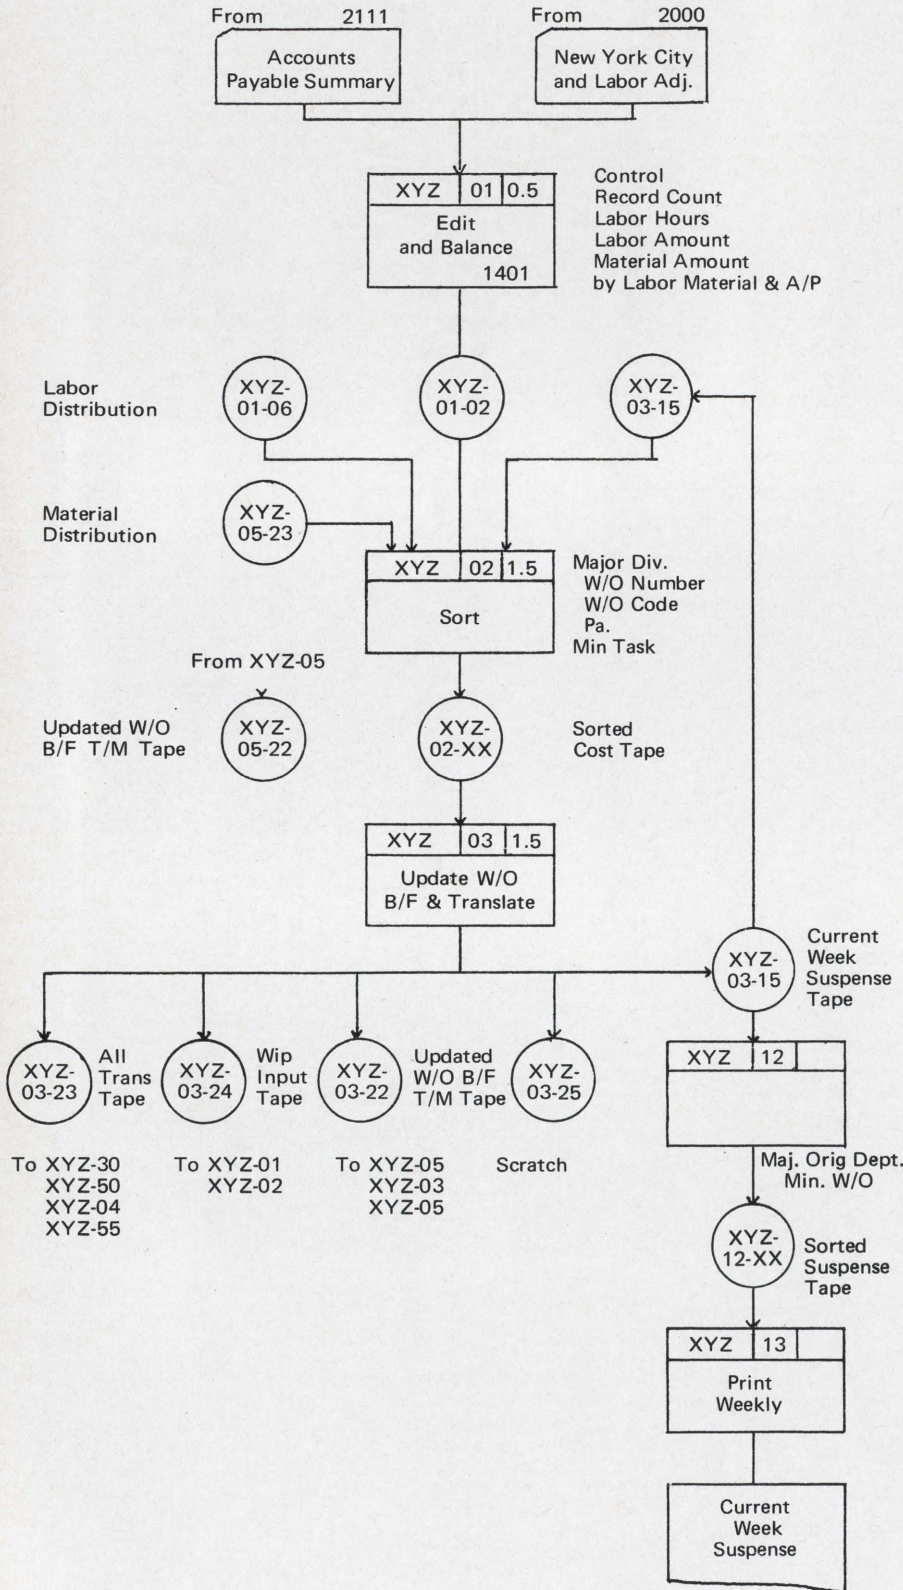 From 2111
From 2000
Accounts
Payable Summary
New York City
and Labor Adj.
XYZ 01 0.5
Edit
and Balance
1401
Control
Record Count
Labor Hours
Labor Amount
Material Amount
by Labor Material & A/P
Labor
Distribution
XYZ-
01-06
XYZ-
01-02
XYZ-
03-15
Material
Distribution
XYZ-
05-23
XYZ 02 1.5
Sort
Major Div.
W/O Number
W/O Code
Pa.
Min Task
From XYZ-05
Updated W/O
B/F T/M Tape
XYZ-
05-22
XYZ-
02-XX
Sorted
Cost Tape
XYZ 03 1.5
Update W/O
B/F & Translate
XYZ-
03-15
Current
Week
Suspense
Tape
XYZ-
03-23
All
Trans
Tape
XYZ-
03-24
Wip
Input
Tape
XYZ-
03-22
Updated
W/O B/F
T/M Tape
XYZ-
03-25
To XYZ-30
XYZ-50
XYZ-04
XYZ-55
To XYZ-01
XYZ-02
To XYZ-05
XYZ-03
XYZ-05
Scratch
XYZ 12
Maj. Orig Dept.
Min. W/O
XYZ-
12-XX
Sorted
Suspense
Tape
XYZ 13
Print
Weekly
Current
Week
Suspense